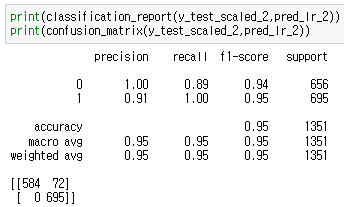 print(classification_report(y_test_scaled_2,pred_lr_2))
print(confusion_matrix(y_test_scaled_2,pred_lr_2))
precision recall f1-score support
0 1.00 0.89 0.94 656
1 0.91 1.00 0.95 695
accuracy 0.95 1351
macro avg 0.95 0.95 0.95 1351
weighted avg 0.95 0.95 0.95 1351
[[584 72]
[ 0 695]]